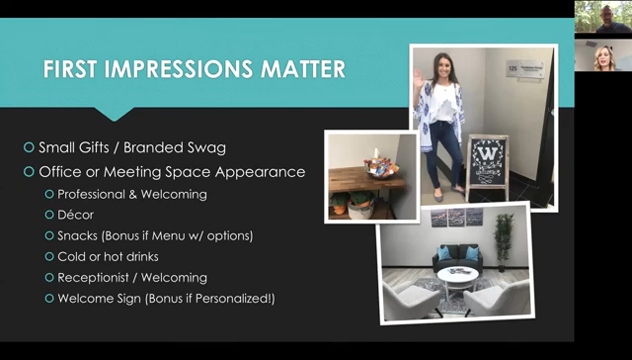 FIRST IMPRESSIONS MATTER
Small Gifts / Branded Swag
Office or Meeting Space Appearance
Professional & Welcoming
Décor
Snacks (Bonus if Menu w/ options)
Cold or hot drinks
Receptionist / Welcoming
Welcome Sign (Bonus if Personalized!)
125
W